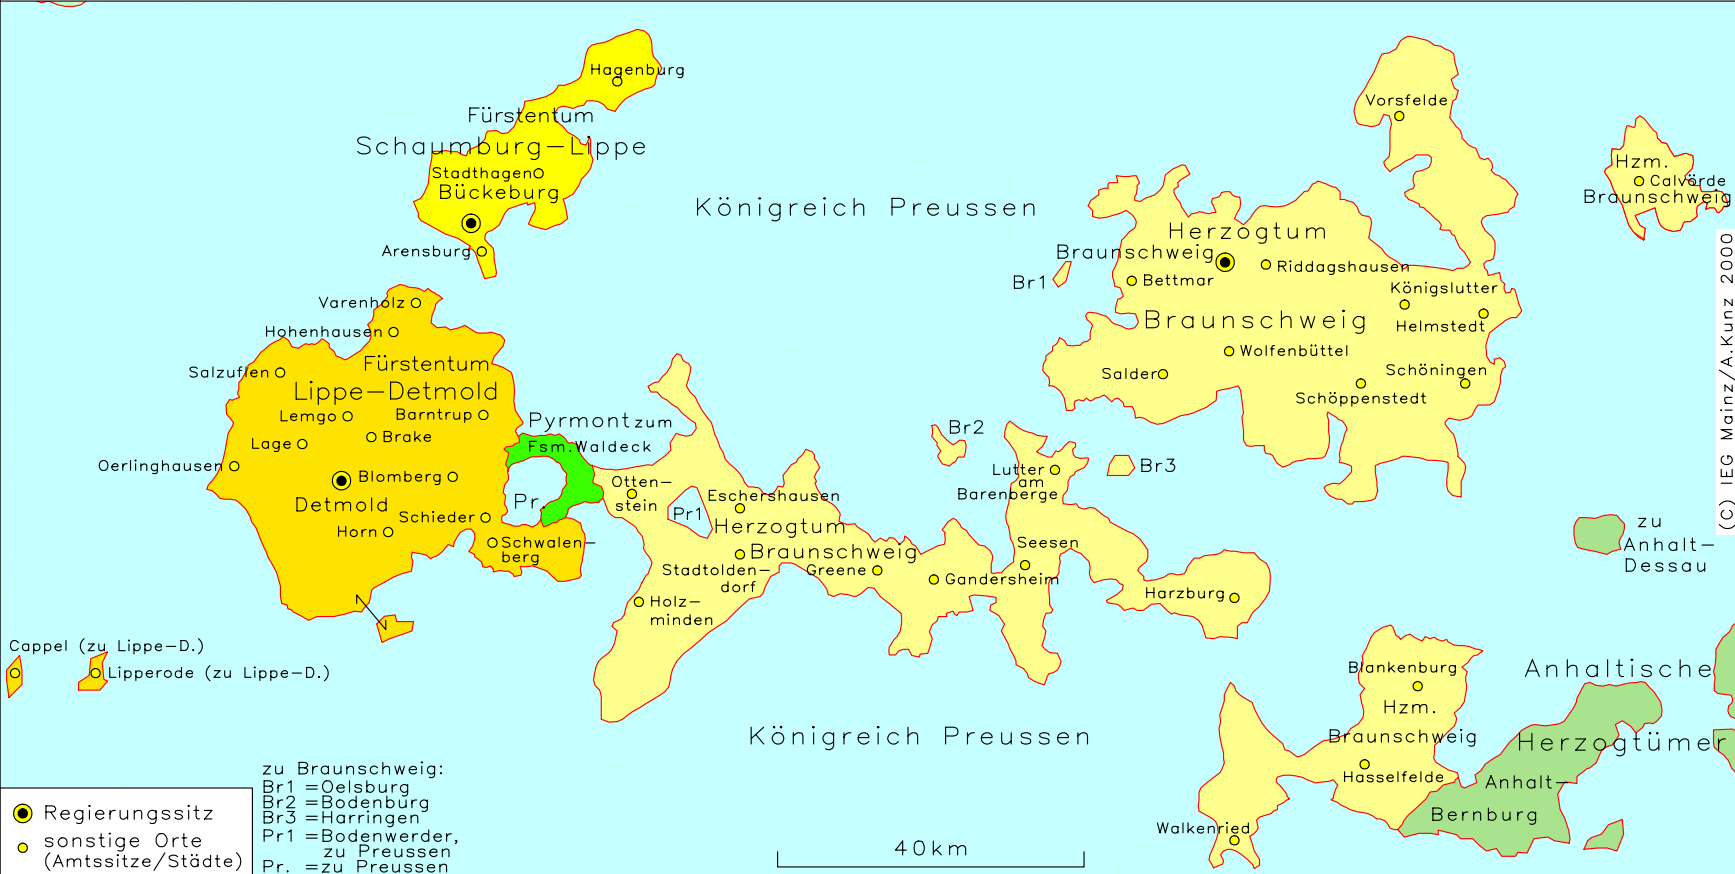 Hagenburg
Fürstentum
Schaumburg-Lippe
Stadthagen
Bückeburg
Arensburg
Königreich Preussen
Vorsfelde
Hzm.
Calvörde
Braunschweig
Herzogtum
Braunschweig
Riddagshausen
Br1
Bettmar
Königslutter
Braunschweig
Helmstedt
Wolfenbüttel
Salder
Schöningen
Schöppenstedt
Varenholz
Hohenhausen
Fürstentum
Salzuflen
Lippe-Detmold
Lemgo
Barntrup
Lage
Brake
Oerlinghausen
Blomberg
Detmold
Schieder
Horn
Schwalen-
berg
Pyrmont zum
Fsm. Waldeck
Pr.
Otten-
stein
Pr1
Eschershausen
Herzogtum
Braunschweig
Stadtolden-
dorf
Greene
Holz-
minden
Gandersheim
Br2
Br3
Lutter
am
Barenberge
Seesen
Harzburg
zu
Anhalt-
Dessau
Cappel (zu Lippe-D.)
Lipperode (zu Lippe-D.)
Königreich Preussen
Blankenburg
Hzm.
Braunschweig
Hasselfelde
Walkenried
Anhaltische
Herzogtümer
Anhalt-
Bernburg
zu Braunschweig:
Br1 =Oelsburg
Br2 =Bodenburg
Br3 =Harringen
Pr1 =Bodenwerder,
zu Preussen
Pr. =zu Preussen
Regierungssitz
sonstige Orte
(Amtssitze/Städte)
40km
(C) IEG Mainz/A.Kunz 2000